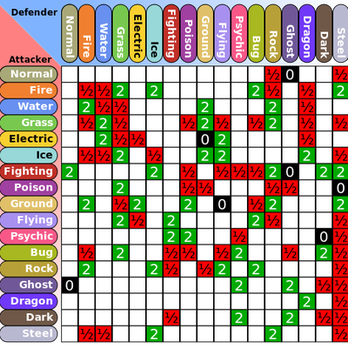 Defender
Attacker
Normal Fire Water Grass Electric Ice Fighting Poison Ground Flying Psychic Bug Rock Ghost Dragon Dark Steel
Normal ½ 0 ½
Fire ½ ½ 2 2 2 ½ ½ 2
Water 2 ½ ½ 2 2 ½
Grass ½ 2 ½ ½ 2 ½ ½ 2 ½ ½
Electric 2 ½ ½ 0 2 ½
Ice ½ ½ 2 ½ 2 2 2 ½
Fighting 2 2 ½ ½ ½ ½ 2 0 2 2
Poison 2 ½ ½ ½ ½ 0
Ground 2 ½ 2 2 0 ½ 2 2
Flying 2 ½ 2 2 ½ ½
Psychic 2 2 ½ 0 ½
Bug ½ 2 ½ ½ ½ 2 ½ 2 ½
Rock 2 2 ½ ½ 2 2 ½
Ghost 0 2 2 ½ ½
Dragon 2 ½
Dark ½ 2 2 ½ ½
Steel ½ ½ 2 2 ½